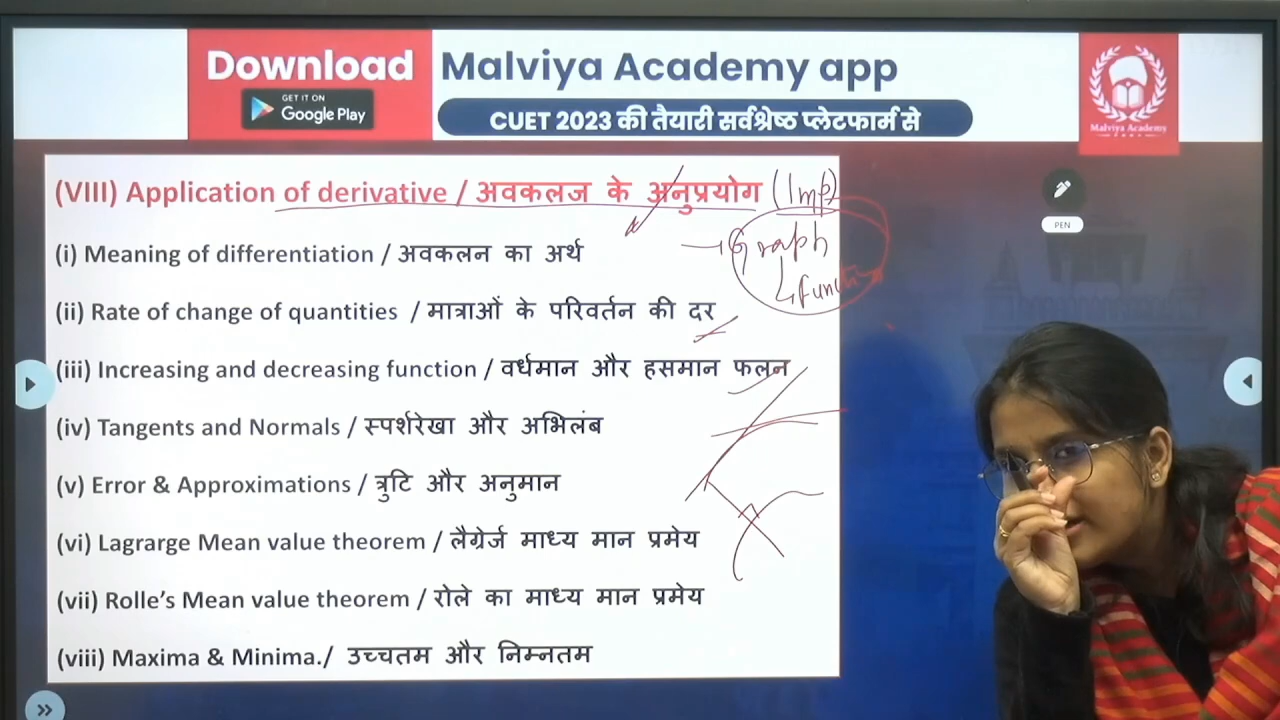 Download Malviya Academy app
GET IT ON
Google Play
CUET 2023 की तैयारी सर्वश्रेष्ठ प्लेटफार्म से
Malviya Academy
(VIII) Application of derivative / अवकलज के अनुप्रयोग (Imp)
Graph
PEN
(i) Meaning of differentiation / अवकलन का अर्थ
(ii) Rate of change of quantities / मात्राओं के परिवर्तन की दर
(iii) Increasing and decreasing function / वर्धमान और हसमान फलन
(iv) Tangents and Normals / स्पर्शरेखा और अभिलंब
(v) Error & Approximations / त्रुटि और अनुमान
(vi) Lagrarge Mean value theorem / लैग्रेर्ज माध्य मान प्रमेय
(vii) Rolle's Mean value theorem / रोले का माध्य मान प्रमेय
(viii) Maxima & Minima./ उच्चतम और निम्नतम